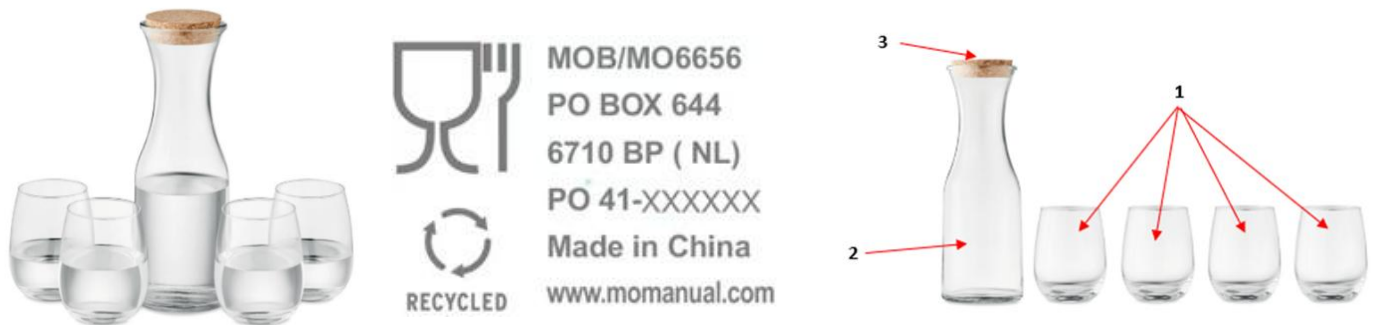 MOB/MO6656
PO BOX 644
6710 BP ( NL)
PO 41-XXXXXX
Made in China
www.momanual.com
RECYCLED
3
1
2